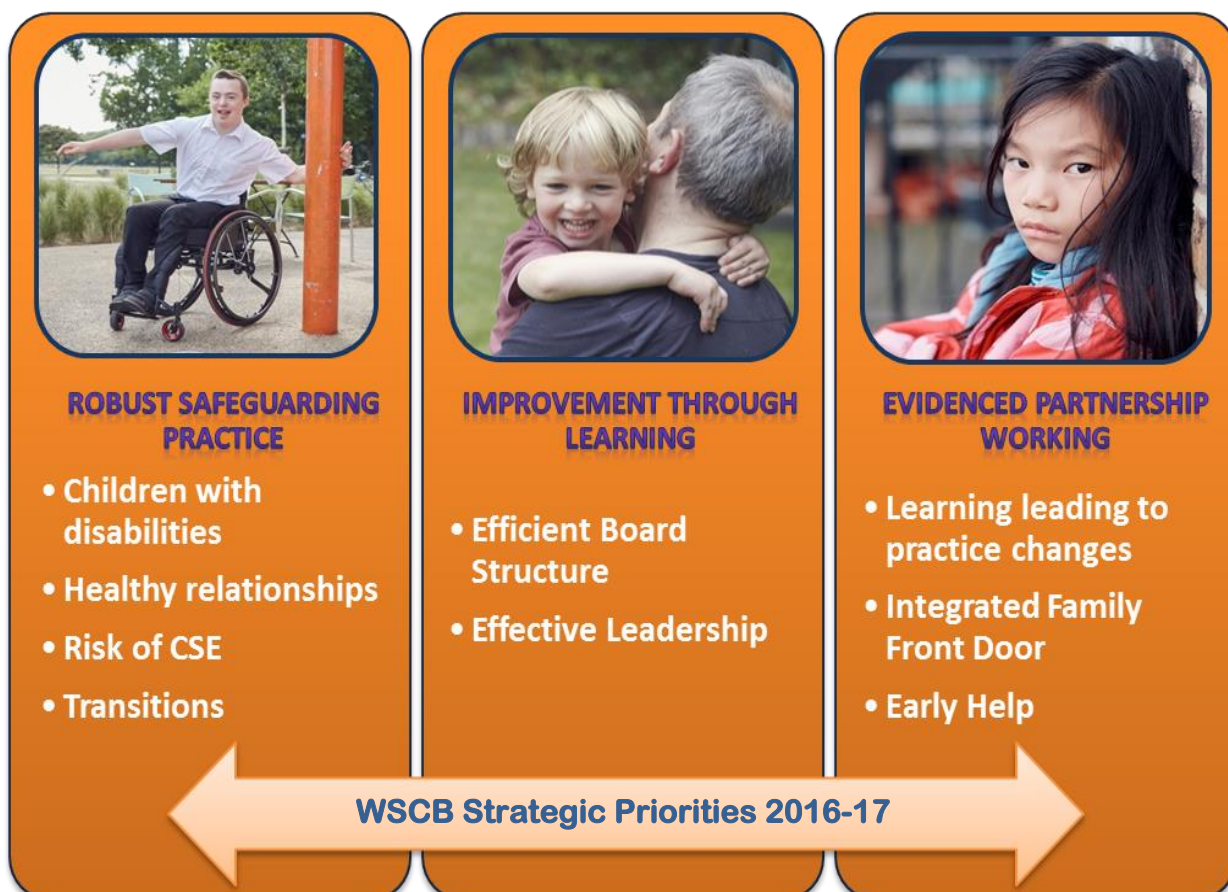 ROBUST SAFEGUARDING
PRACTICE
• Children with
disabilities
• Healthy relationships
• Risk of CSE
• Transitions
IMPROVEMENT THROUGH
LEARNING
• Efficient Board
Structure
• Effective Leadership
EVIDENCED PARTNERSHIP
WORKING
• Learning leading to
practice changes
• Integrated Family
Front Door
• Early Help
WSCB Strategic Priorities 2016-17